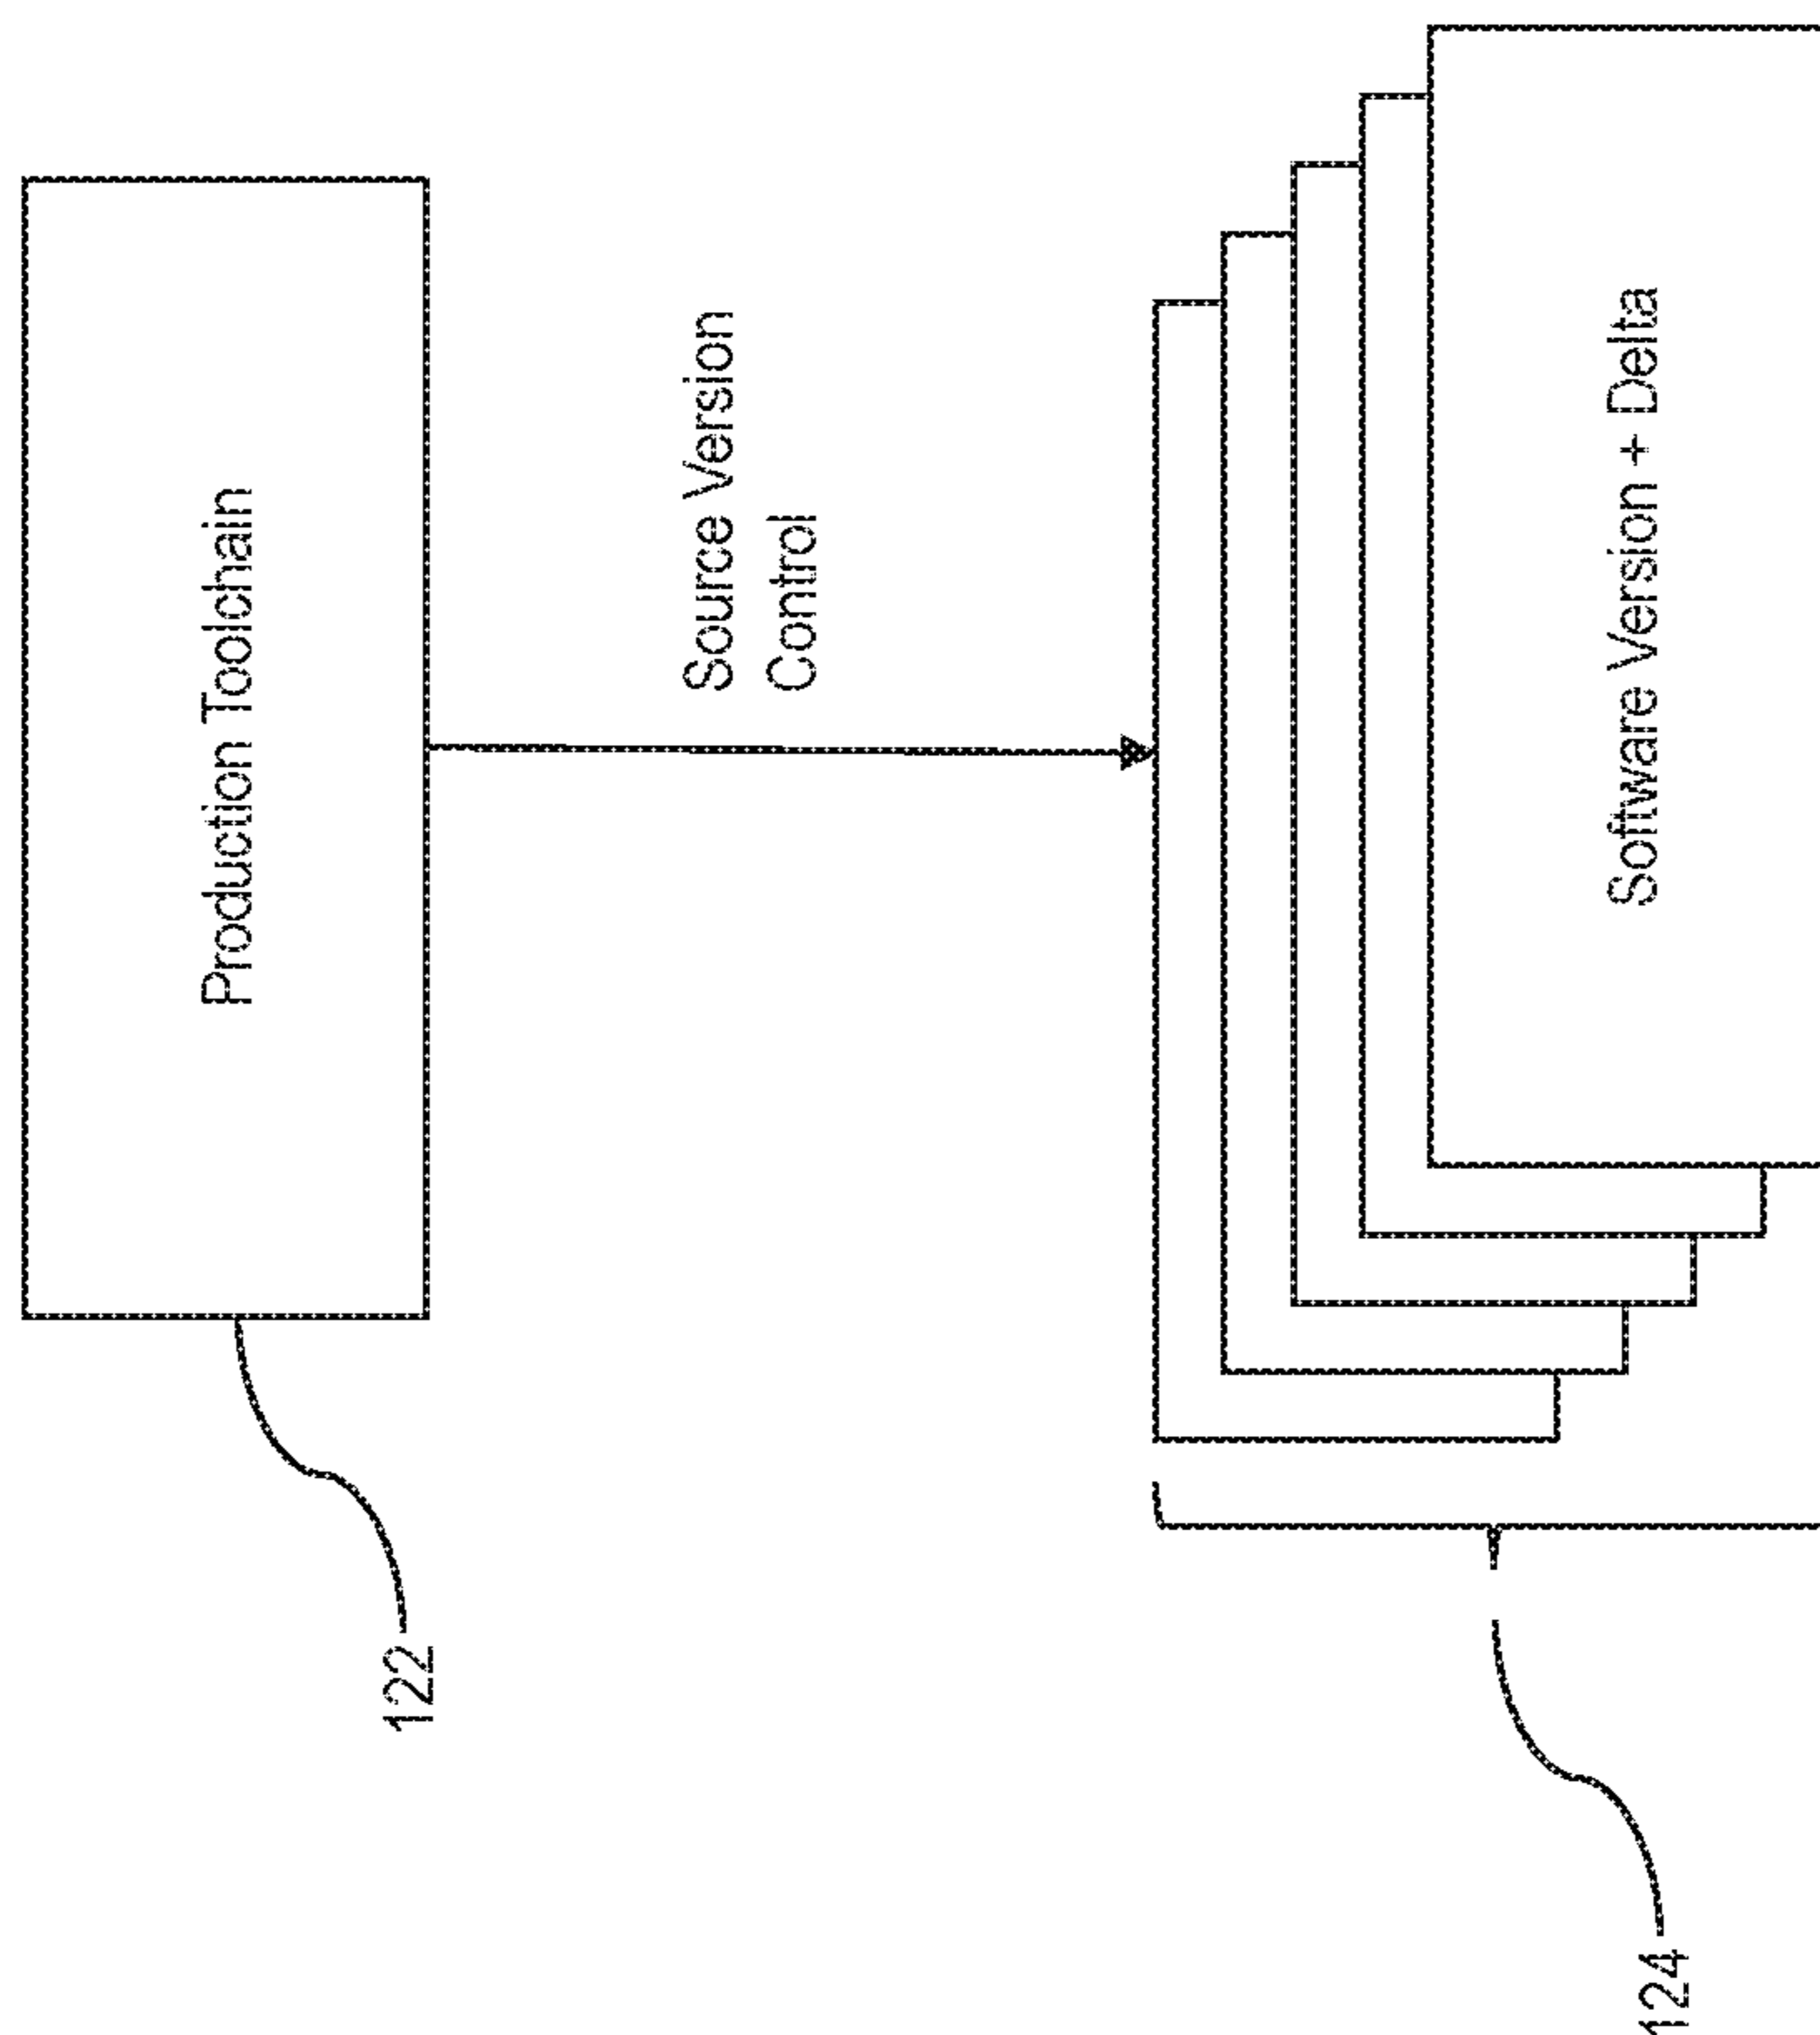 Production Toolchain
Source Version
Control
Software Version + Delta
122
124